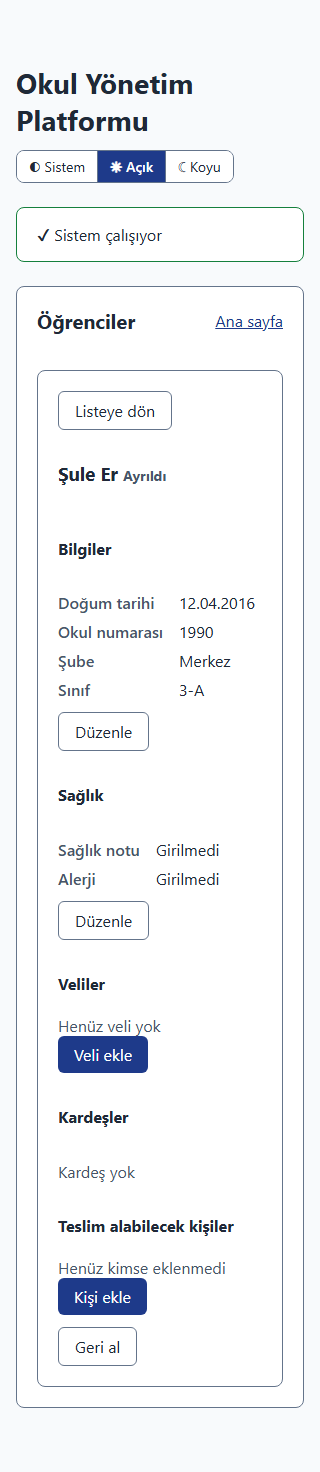 Okul Yönetim
Platformu
Sistem
Açık
Koyu
✓ Sistem çalışıyor
Öğrenciler
Ana sayfa
Listeye dön
Şule Er Ayrıldı
Bilgiler
Doğum tarihi 12.04.2016
Okul numarası 1990
Şube Merkez
Sınıf 3-A
Düzenle
Sağlık
Sağlık notu Girilmedi
Alerji Girilmedi
Düzenle
Veliler
Henüz veli yok
Veli ekle
Kardeşler
Kardeş yok
Teslim alabilecek kişiler
Henüz kimse eklenmedi
Kişi ekle
Geri al